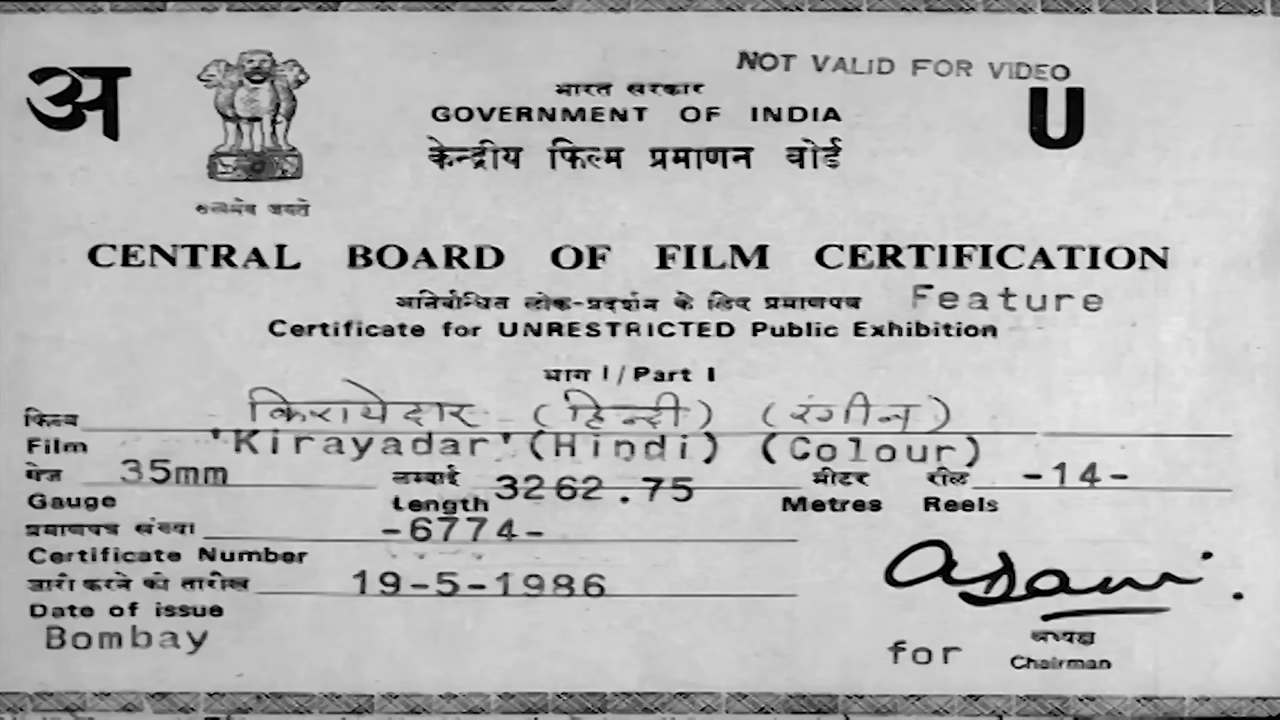 NOT VALID FOR VIDEO
अ
भारत सरकार
U
GOVERNMENT OF INDIA
केन्द्रीय फिल्म प्रमाणन बोर्ड
सत्यमेव जयते
CENTRAL BOARD OF FILM CERTIFICATION
अनिर्बन्धित लोक-प्रदर्शन के लिए प्रमाणपत्र Feature
Certificate for UNRESTRICTED Public Exhibition
भाग I / Part I
फिल्म किरायेदार (हिन्दी) (रंगीन)
Film 'Kirayadar' (Hindi) (Colour)
गेज 35mm लम्बाई 3262.75 मीटर रील -14-
Gauge Length Metres Reels
प्रमाणपत्र संख्या -6774-
Certificate Number
जारी करने की तारीख 19-5-1986
Date of issue
Bombay
for अध्यक्ष
Chairman